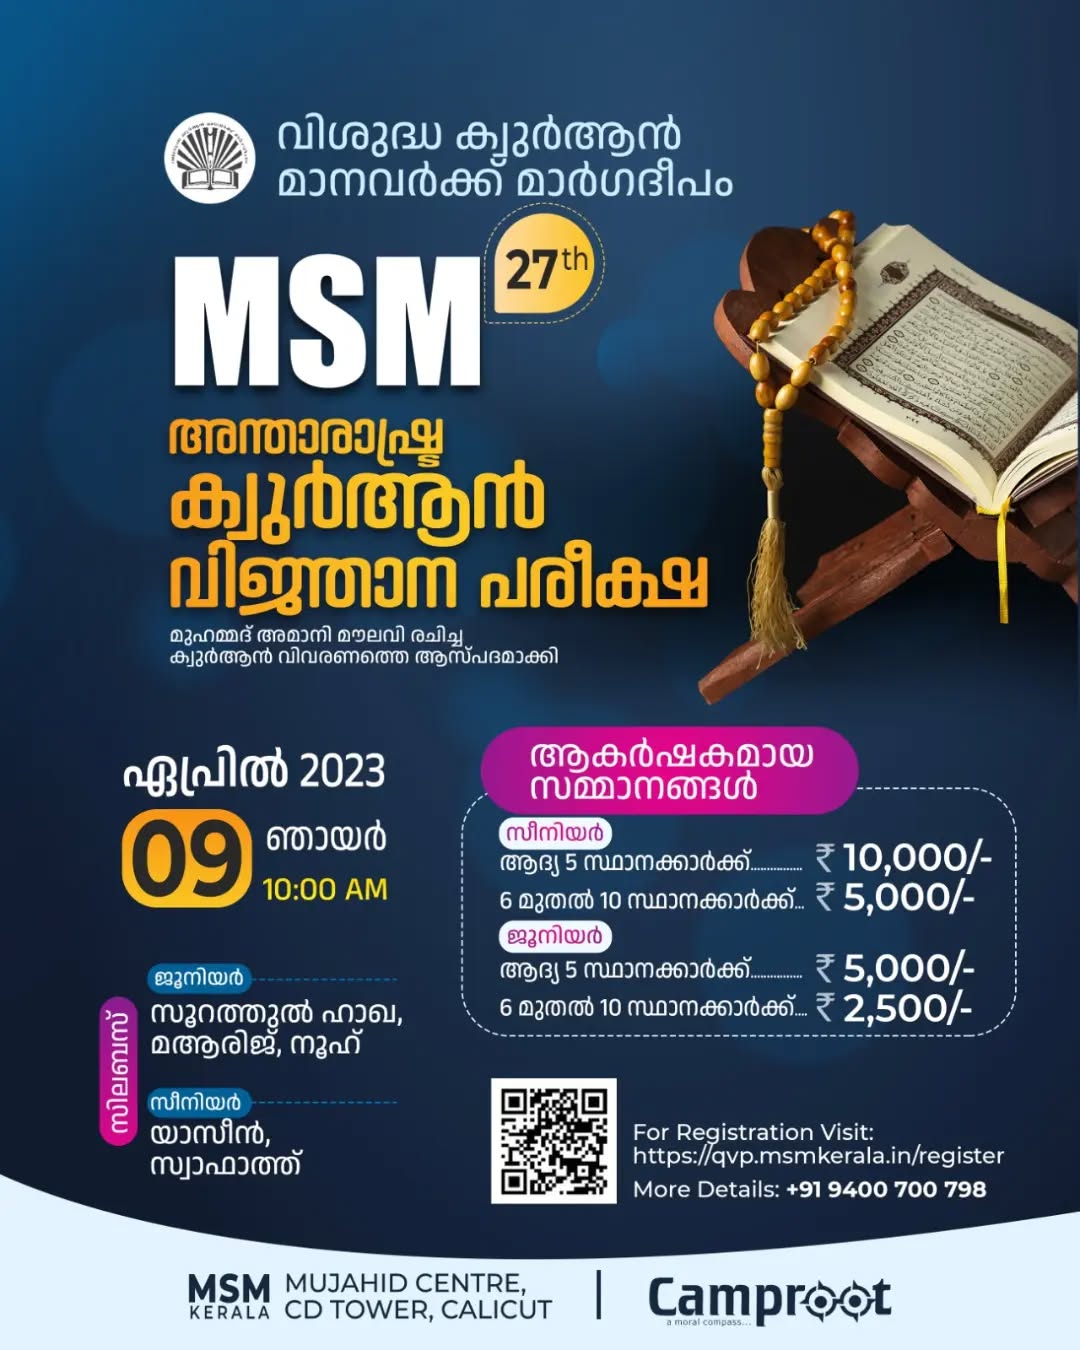 വിശുദ്ധ ക്വുർആൻ
മാനവർക്ക് മാർഗദീപം
MSM
27th
അന്താരാഷ്ട്ര
ക്വുർആൻ
വിജ്ഞാന പരീക്ഷ
മുഹമ്മദ് അമാനി മൗലവി രചിച്ച
ക്വുർആൻ വിവരണത്തെ ആസ്പദമാക്കി
ഏപ്രിൽ 2023
09 ഞായർ
10:00 AM
സിലബസ്
ജൂനിയർ
സൂറത്തുൽ ഹാഖ,
മആരിജ്, നൂഹ്
സീനിയർ
യാസീൻ,
സ്വാഫാത്ത്
ആകർഷകമായ
സമ്മാനങ്ങൾ
സീനിയർ
ആദ്യ 5 സ്ഥാനക്കാർക്ക്............... ₹ 10,000/-
6 മുതൽ 10 സ്ഥാനക്കാർക്ക്... ₹ 5,000/-
ജൂനിയർ
ആദ്യ 5 സ്ഥാനക്കാർക്ക്............... ₹ 5,000/-
6 മുതൽ 10 സ്ഥാനക്കാർക്ക്.... ₹ 2,500/-
For Registration Visit:
https://qvp.msmkerala.in/register
More Details: +91 9400 700 798
MSM
KERALA
MUJAHID CENTRE,
CD TOWER, CALICUT
Camproot
a moral compass...